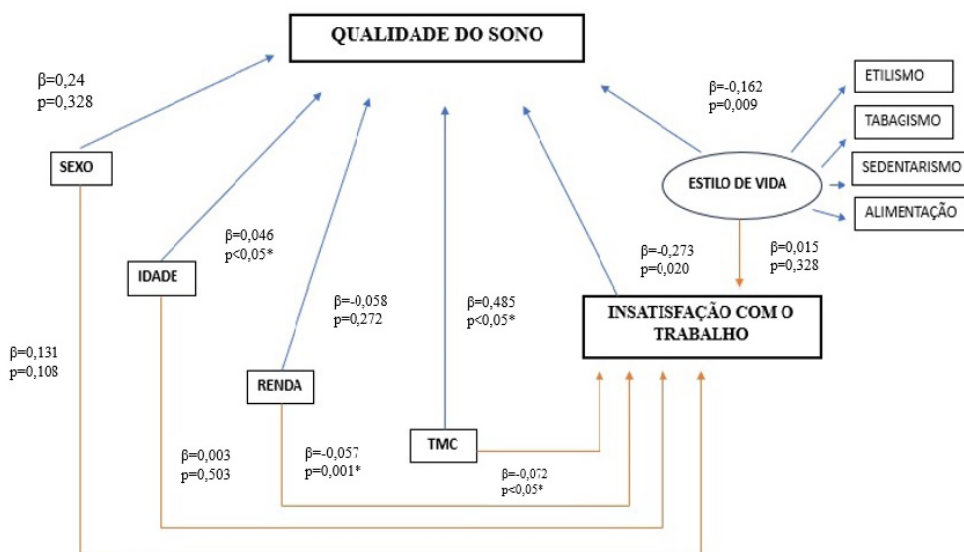 QUALIDADE DO SONO
β=0,24
p=0,328
β=-0,162
p=0,009
ETILISMO
TABAGISMO
SEDENTARISMO
ALIMENTAÇÃO
SEXO
ESTILO DE VIDA
β=0,046
p<0,05*
β=-0,273
p=0,020
β=0,015
p=0,328
IDADE
β=-0,058
p=0,272
β=0,485
p<0,05*
INSATISFAÇÃO COM O
TRABALHO
β=0,131
p=0,108
RENDA
TMC
β=0,003
p=0,503
β=-0,057
p=0,001*
β=-0,072
p<0,05*